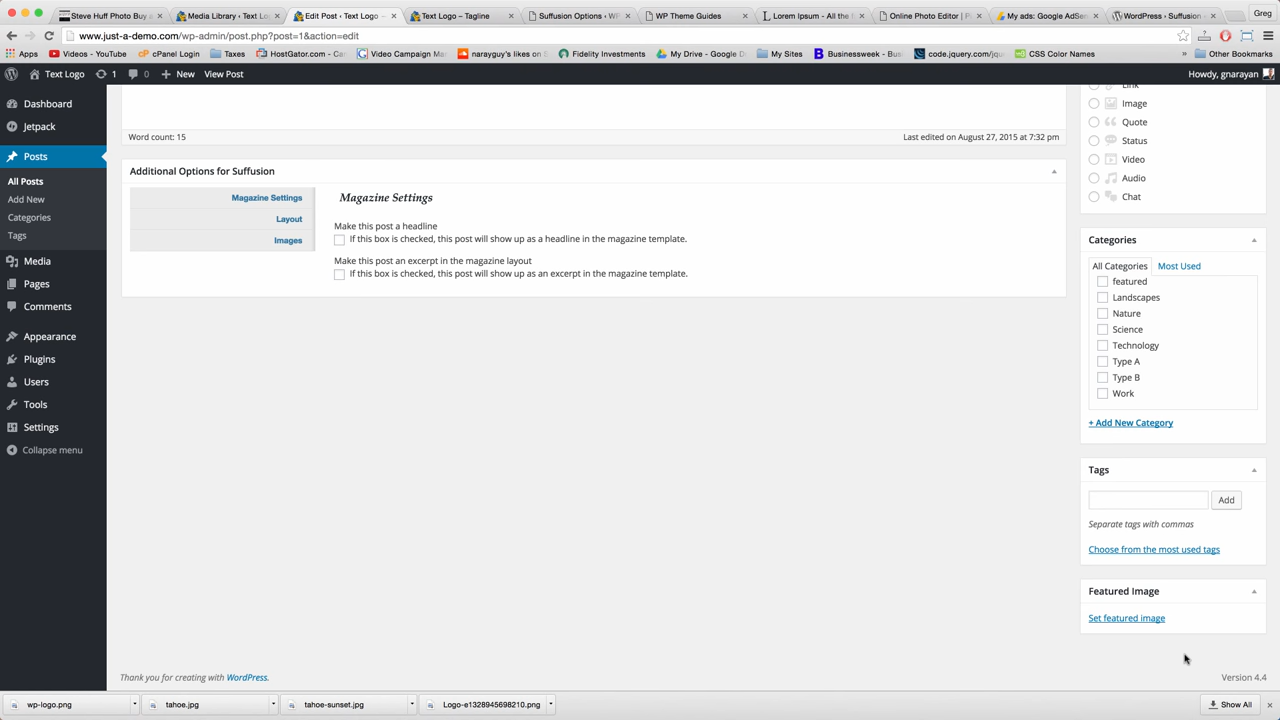 Steve Huff Photo Buy a
Media Library ‹ Text Lo
Edit Post ‹ Text Logo —
Text Logo – Tagline
Suffusion Options ‹ WP
WP Theme Guides
Lorem Ipsum - All the f
Online Photo Editor | Pi
My ads: Google AdSen
WordPress › Suffusion
Greg
www.just-a-demo.com/wp-admin/post.php?post=1&action=edit
Apps
Videos - YouTube
cPanel Login
Taxes
HostGator.com
Video Campaign Ma
narayguy's likes on S
Fidelity Investments
My Drive - Google D
My Sites
Businessweek - Bus
code.jquery.com/jqu
CSS Color Names
»
Other Bookmarks
Text Logo
1
0
New
View Post
Howdy, gnarayan
Dashboard
Jetpack
Posts
All Posts
Add New
Categories
Tags
Media
Pages
Comments
Appearance
Plugins
Users
Tools
Settings
Collapse menu
Word count: 15
Last edited on August 27, 2015 at 7:32 pm
Additional Options for Suffusion
Magazine Settings
Layout
Images
Magazine Settings
Make this post a headline
If this box is checked, this post will show up as a headline in the magazine template.
Make this post an excerpt in the magazine layout
If this box is checked, this post will show up as an excerpt in the magazine template.
Link
Image
Quote
Status
Video
Audio
Chat
Categories
All Categories
Most Used
featured
Landscapes
Nature
Science
Technology
Type A
Type B
Work
+ Add New Category
Tags
Add
Separate tags with commas
Choose from the most used tags
Featured Image
Set featured image
Thank you for creating with WordPress.
Version 4.4
wp-logo.png
tahoe.jpg
tahoe-sunset.jpg
Logo-e1328945698210.png
Show All